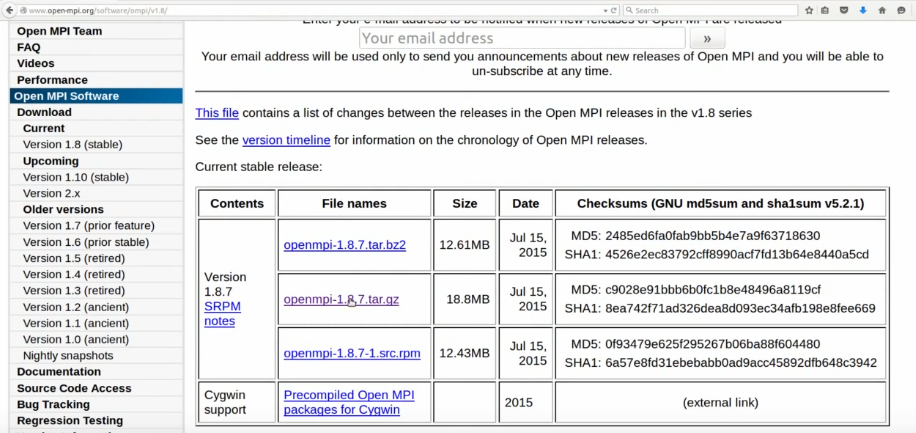 www.open-mpi.org/software/ompi/v1.8/
Search
Open MPI Team
FAQ
Videos
Performance
Open MPI Software
Download
Current
Version 1.8 (stable)
Upcoming
Version 1.10 (stable)
Version 2.x
Older versions
Version 1.7 (prior feature)
Version 1.6 (prior stable)
Version 1.5 (retired)
Version 1.4 (retired)
Version 1.3 (retired)
Version 1.2 (ancient)
Version 1.1 (ancient)
Version 1.0 (ancient)
Nightly snapshots
Documentation
Source Code Access
Bug Tracking
Regression Testing
Enter your e-mail address to be notified when new releases of Open MPI are released
Your email address
»
Your email address will be used only to send you announcements about new releases of Open MPI and you will be able to
un-subscribe at any time.
This file contains a list of changes between the releases in the Open MPI releases in the v1.8 series
See the version timeline for information on the chronology of Open MPI releases.
Current stable release:
Contents File names Size Date Checksums (GNU md5sum and sha1sum v5.2.1)
Version
1.8.7
SRPM
notes
openmpi-1.8.7.tar.bz2 12.61MB Jul 15,
2015
MD5: 2485ed6fa0fab9bb5b4e7a9f63718630
SHA1: 4526e2ec83792cff8990acf7fd13b64e8440a5cd
openmpi-1.8.7.tar.gz 18.8MB Jul 15,
2015
MD5: c9028e91bbb6b0fc1b8e48496a8119cf
SHA1: 8ea742f71ad326dea8d093ec34afb198e8fee669
openmpi-1.8.7-1.src.rpm 12.43MB Jul 15,
2015
MD5: 0f93479e625f295267b06ba88f604480
SHA1: 6a57e8fd31ebebabb0ad9acc45892dfb648c3942
Cygwin
support
Precompiled Open MPI
packages for Cygwin
2015
(external link)